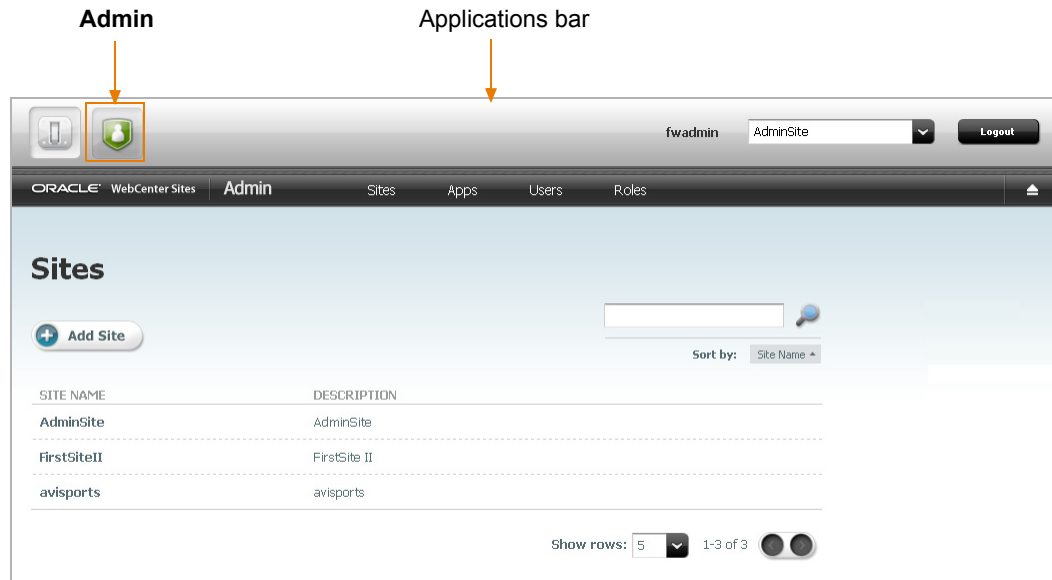 Admin Applications bar
fwadmin AdminSite Logout
ORACLE WebCenter Sites Admin Sites Apps Users Roles
Sites
Add Site
Sort by: Site Name
SITE NAME DESCRIPTION
AdminSite AdminSite
FirstSiteII FirstSite II
avisports avisports
Show rows: 5 1-3 of 3